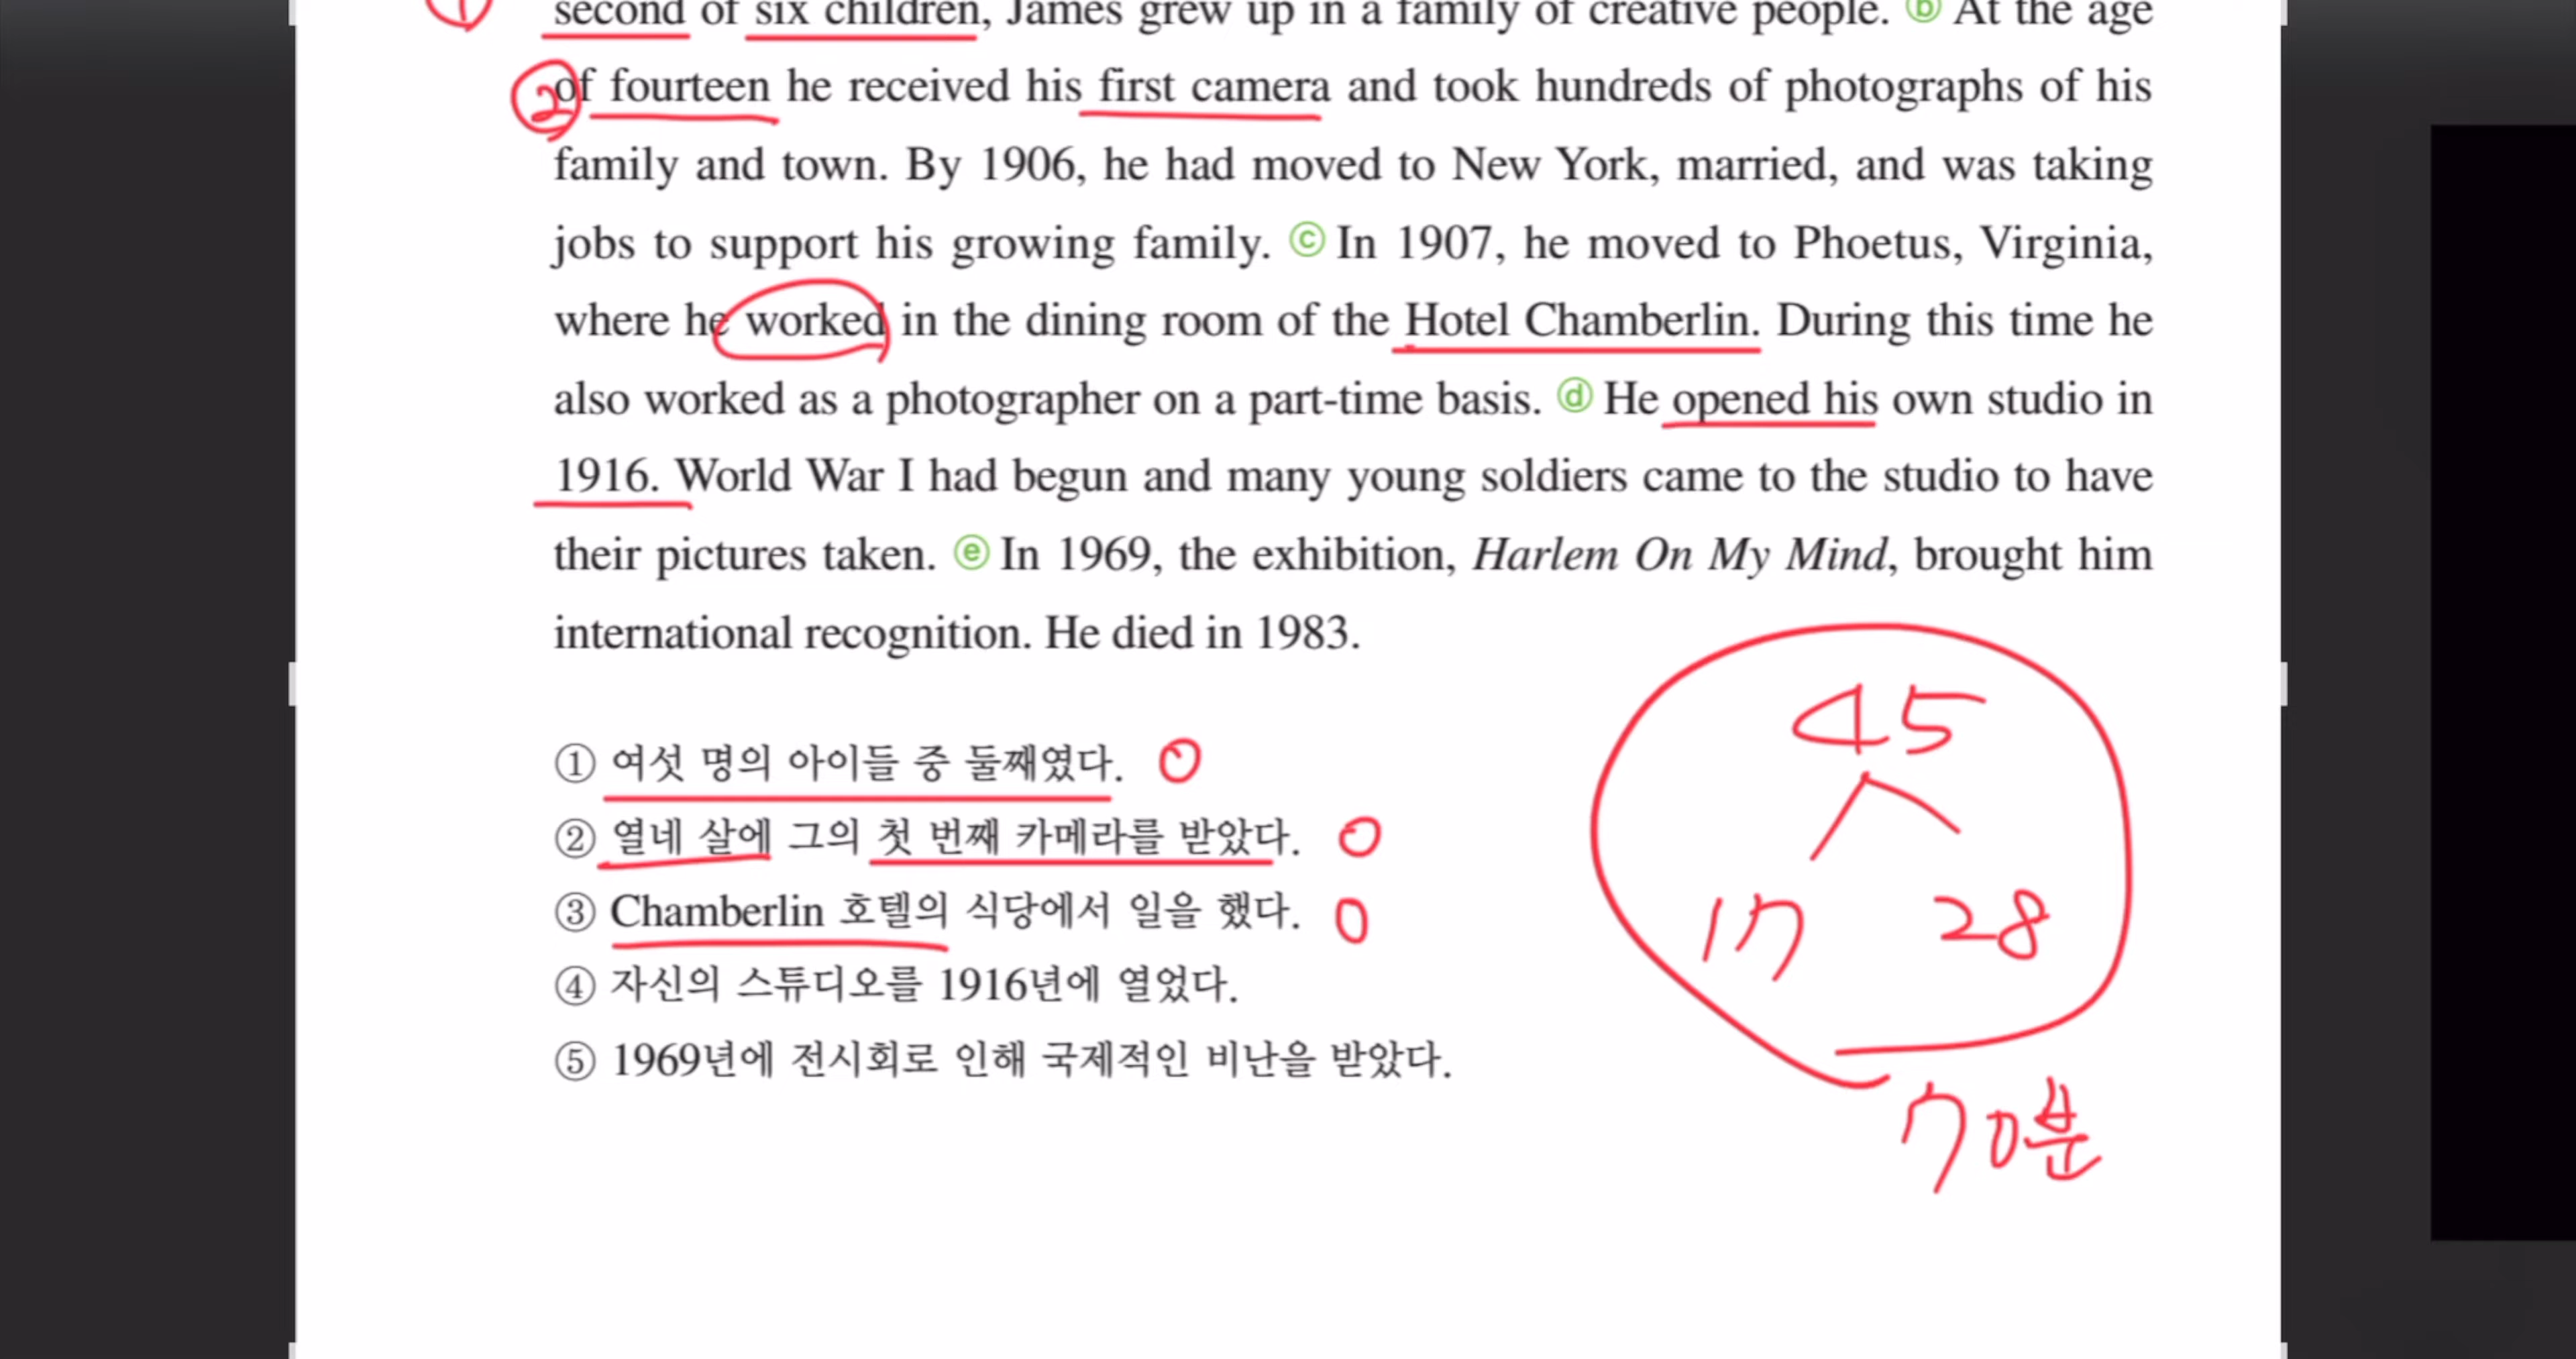 ①
second of six children, James grew up in a family of creative people. ⓑ At the age
②
of fourteen he received his first camera and took hundreds of photographs of his
family and town. By 1906, he had moved to New York, married, and was taking
jobs to support his growing family. ⓒ In 1907, he moved to Phoetus, Virginia,
where he worked in the dining room of the Hotel Chamberlin. During this time he
also worked as a photographer on a part-time basis. ⓓ He opened his own studio in
1916. World War I had begun and many young soldiers came to the studio to have
their pictures taken. ⓔ In 1969, the exhibition, Harlem On My Mind, brought him
international recognition. He died in 1983.
① 여섯 명의 아이들 중 둘째였다. O
② 열네 살에 그의 첫 번째 카메라를 받았다. O
③ Chamberlin 호텔의 식당에서 일을 했다. O
④ 자신의 스튜디오를 1916년에 열었다.
⑤ 1969년에 전시회로 인해 국제적인 비난을 받았다.
45
17 28
70분